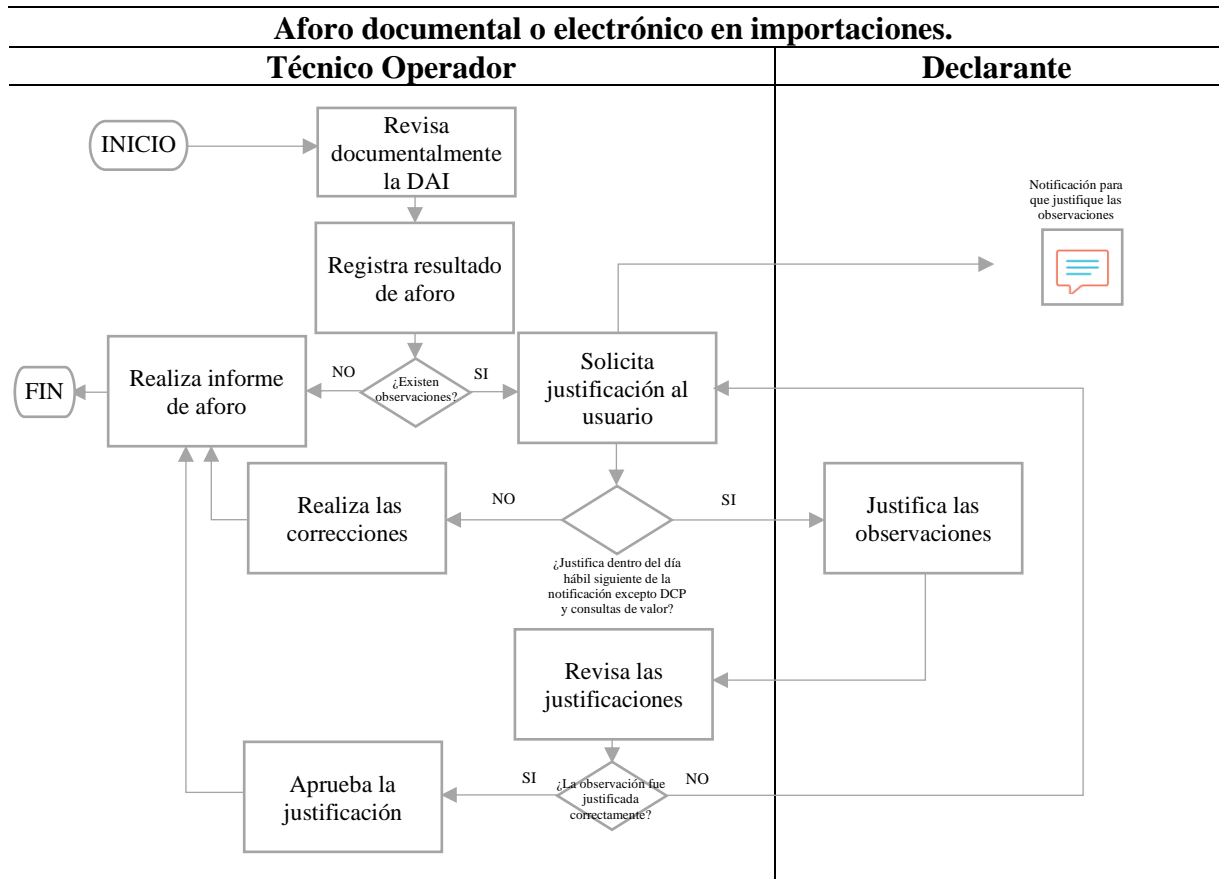 Aforo documental o electrónico en importaciones.
Técnico Operador
Declarante
INICIO
Revisa
documentalmente
la DAI
Notificación para
que justifique las
observaciones
Registra resultado
de aforo
FIN
Realiza informe
de aforo
NO
¿Existen
observaciones?
SI
Solicita
justificación al
usuario
Realiza las
correcciones
NO
SI
Justifica las
observaciones
¿Justifica dentro del día
hábil siguiente de la
notificación excepto DCP
y consultas de valor?
Revisa las
justificaciones
Aprueba la
justificación
SI
¿La observación fue
justificada
correctamente?
NO